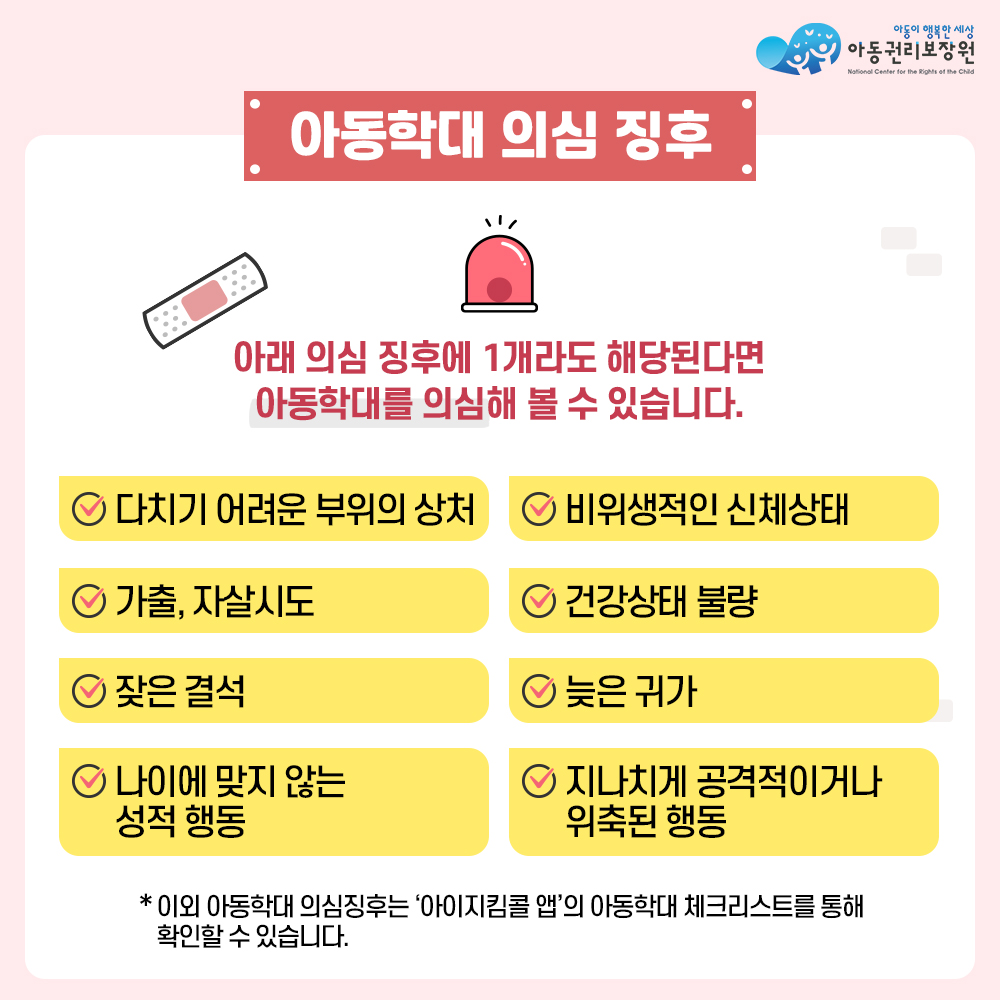 아동이 행복한 세상
아동권리보장원
National Center for the Rights of the Child
아동학대 의심 징후
아래 의심 징후에 1개라도 해당된다면
아동학대를 의심해 볼 수 있습니다.
다치기 어려운 부위의 상처
비위생적인 신체상태
가출, 자살시도
건강상태 불량
잦은 결석
늦은 귀가
나이에 맞지 않는
성적 행동
지나치게 공격적이거나
위축된 행동
* 이외 아동학대 의심징후는 ‘아이지킴콜 앱’의 아동학대 체크리스트를 통해
확인할 수 있습니다.